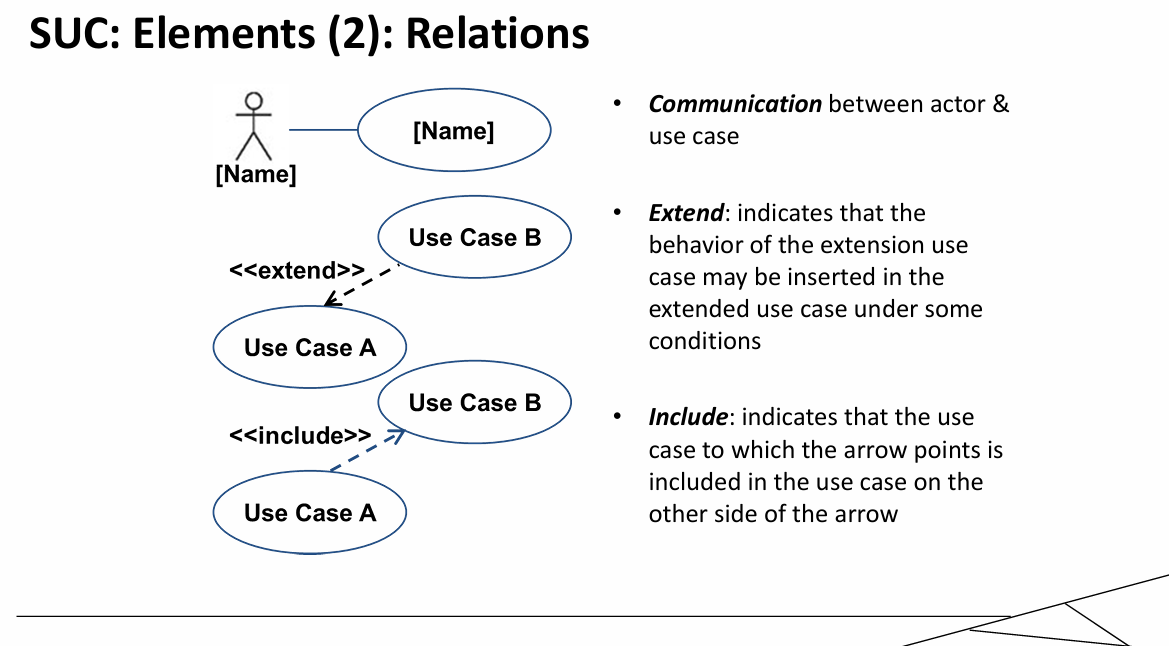 SUC: Elements (2): Relations
[Name]
[Name]
Use Case B
<<extend>>
Use Case A
Use Case B
<<include>>
Use Case A
• Communication between actor &
use case
• Extend: indicates that the
behavior of the extension use
case may be inserted in the
extended use case under some
conditions
• Include: indicates that the use
case to which the arrow points is
included in the use case on the
other side of the arrow